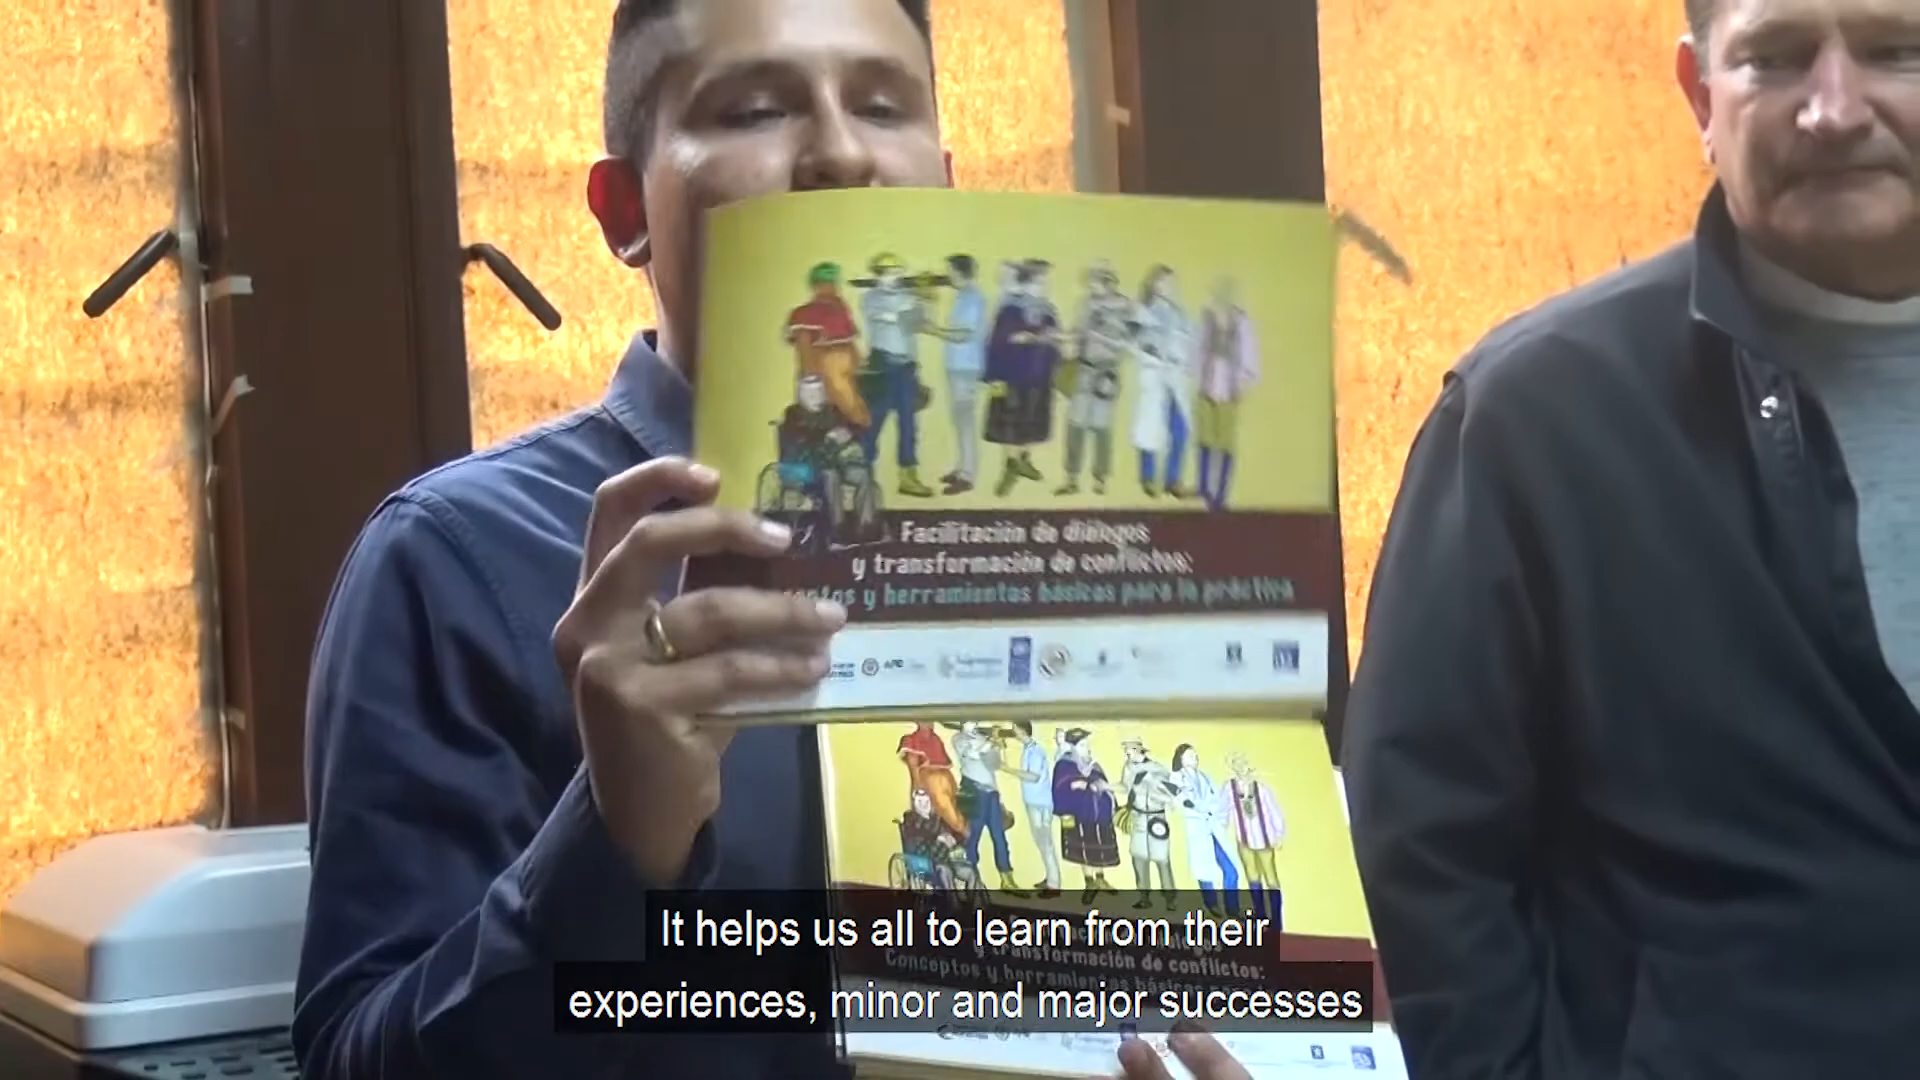 Facilitación de diálogos
y transformación de conflictos:
y herramientas básicas para la práctica
y transformación de conflictos:
Conceptos y herramientas básicas
It helps us all to learn from their
experiences, minor and major successes